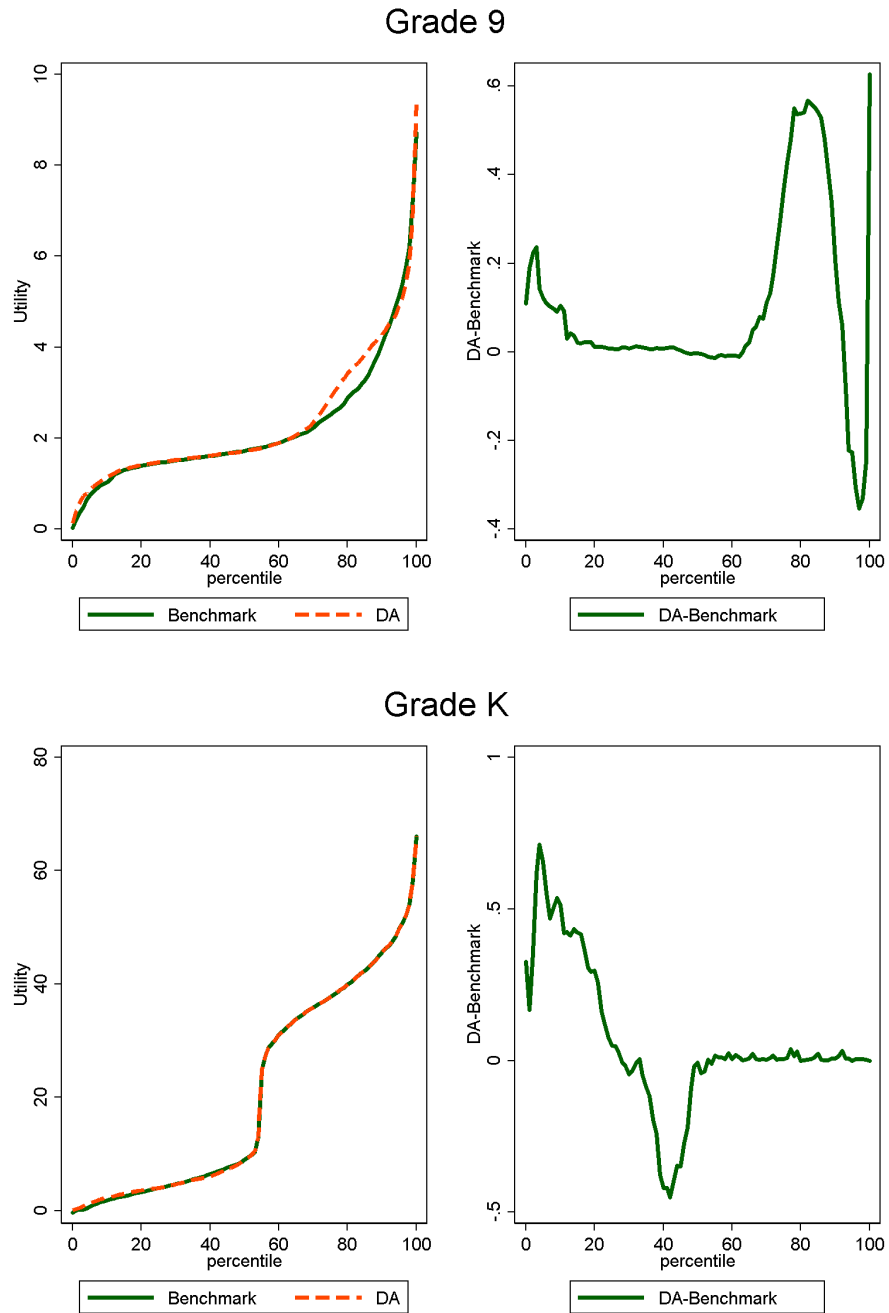 Grade 9
Utility
0 2 4 6 8 10
0 20 40 60 80 100
percentile
Benchmark DA
DA-Benchmark
-.4 -.2 0 .2 .4 .6
0 20 40 60 80 100
percentile
DA-Benchmark
Grade K
Utility
0 20 40 60 80
0 20 40 60 80 100
percentile
Benchmark DA
DA-Benchmark
-.5 0 .5 1
0 20 40 60 80 100
percentile
DA-Benchmark